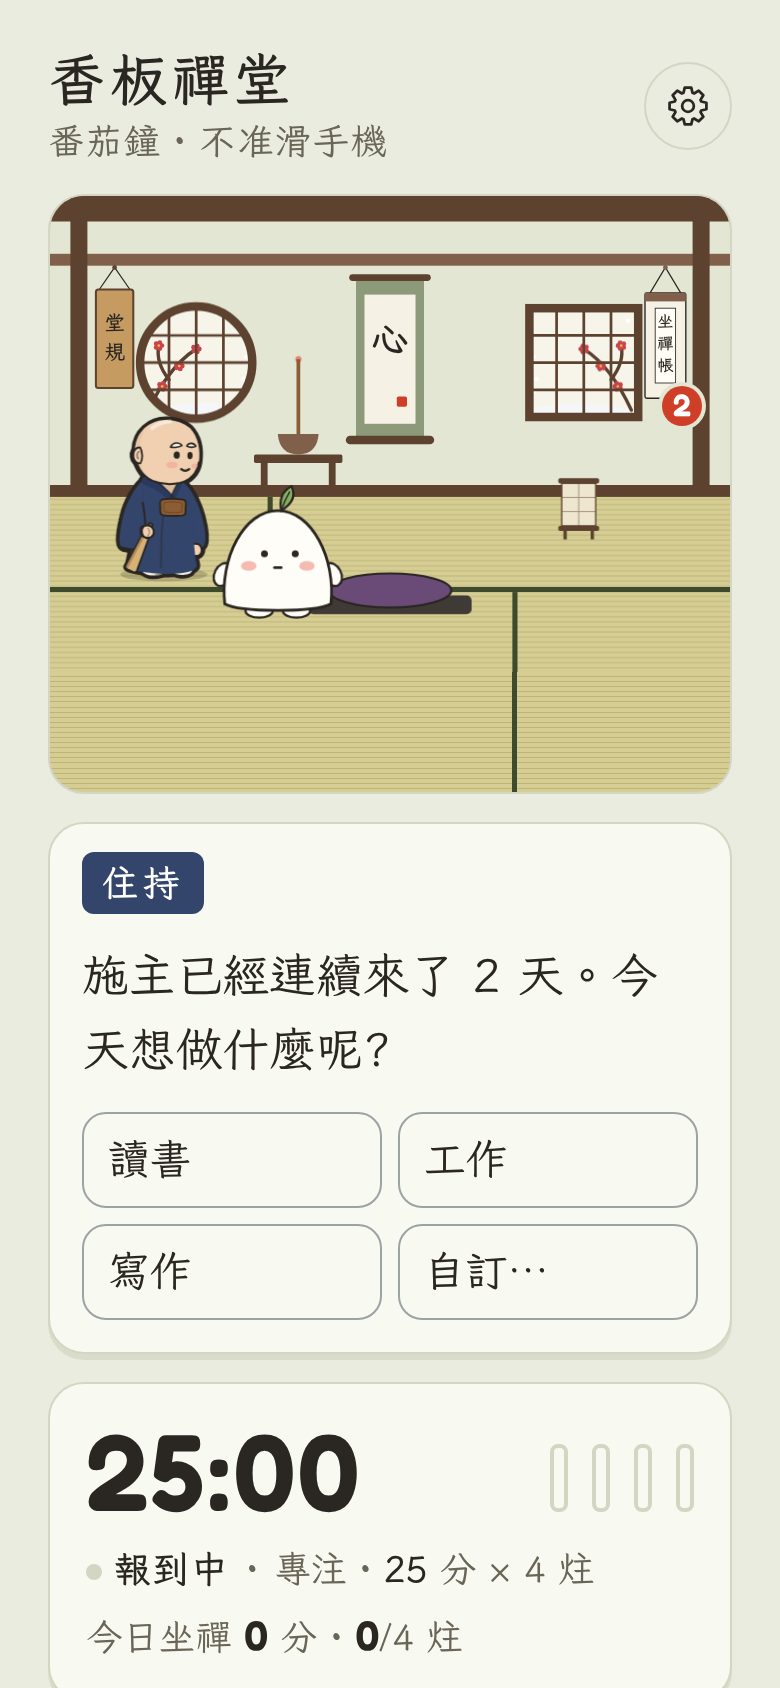 香板禪堂
番茄鐘・不准滑手機
堂規
心
坐禪帳
2
住持
施主已經連續來了 2 天。今
天想做什麼呢?
讀書
工作
寫作
自訂…
25:00
報到中 ・ 專注・25 分 × 4 炷
今日坐禪 0 分・0/4 炷